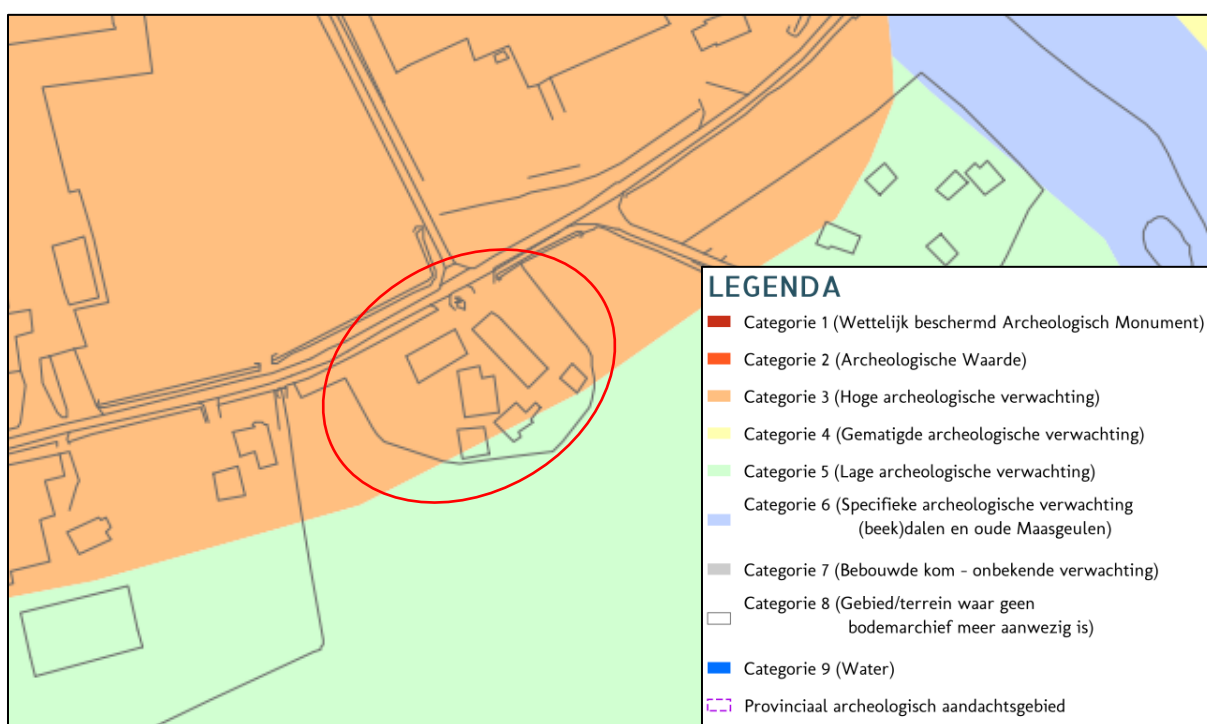 LEGENDA
Categorie 1 (Wettelijk beschermd Archeologisch Monument)
Categorie 2 (Archeologische Waarde)
Categorie 3 (Hoge archeologische verwachting)
Categorie 4 (Gematigde archeologische verwachting)
Categorie 5 (Lage archeologische verwachting)
Categorie 6 (Specifieke archeologische verwachting
(beek)dalen en oude Maasgeulen)
Categorie 7 (Bebouwde kom - onbekende verwachting)
Categorie 8 (Gebied/terrein waar geen
bodemarchief meer aanwezig is)
Categorie 9 (Water)
Provinciaal archeologisch aandachtsgebied